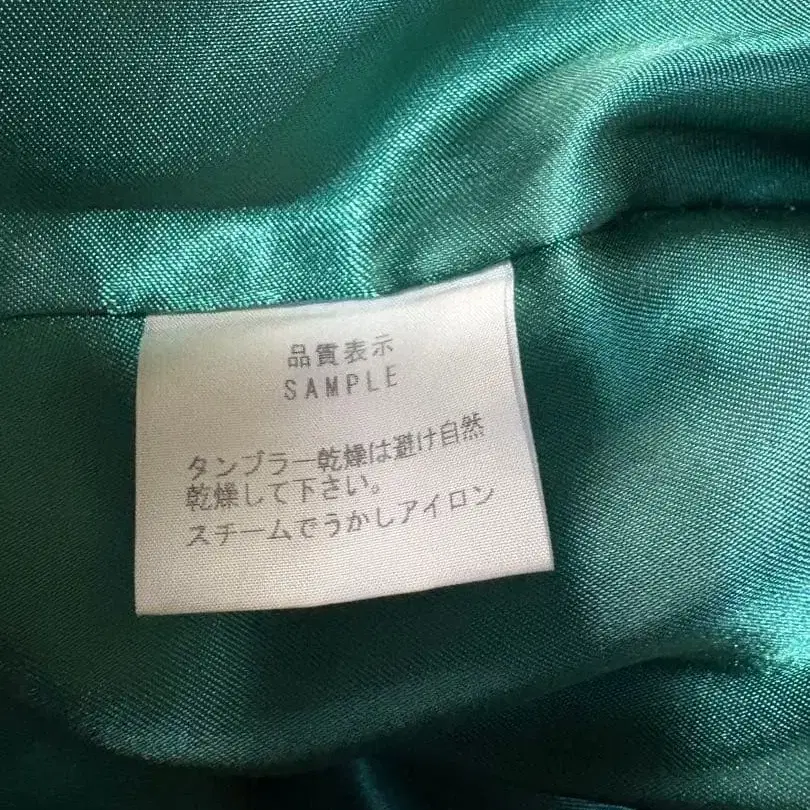 品質表示
SAMPLE
タンブラー乾燥は避け自然
乾燥して下さい。
スチームでうかしアイロン